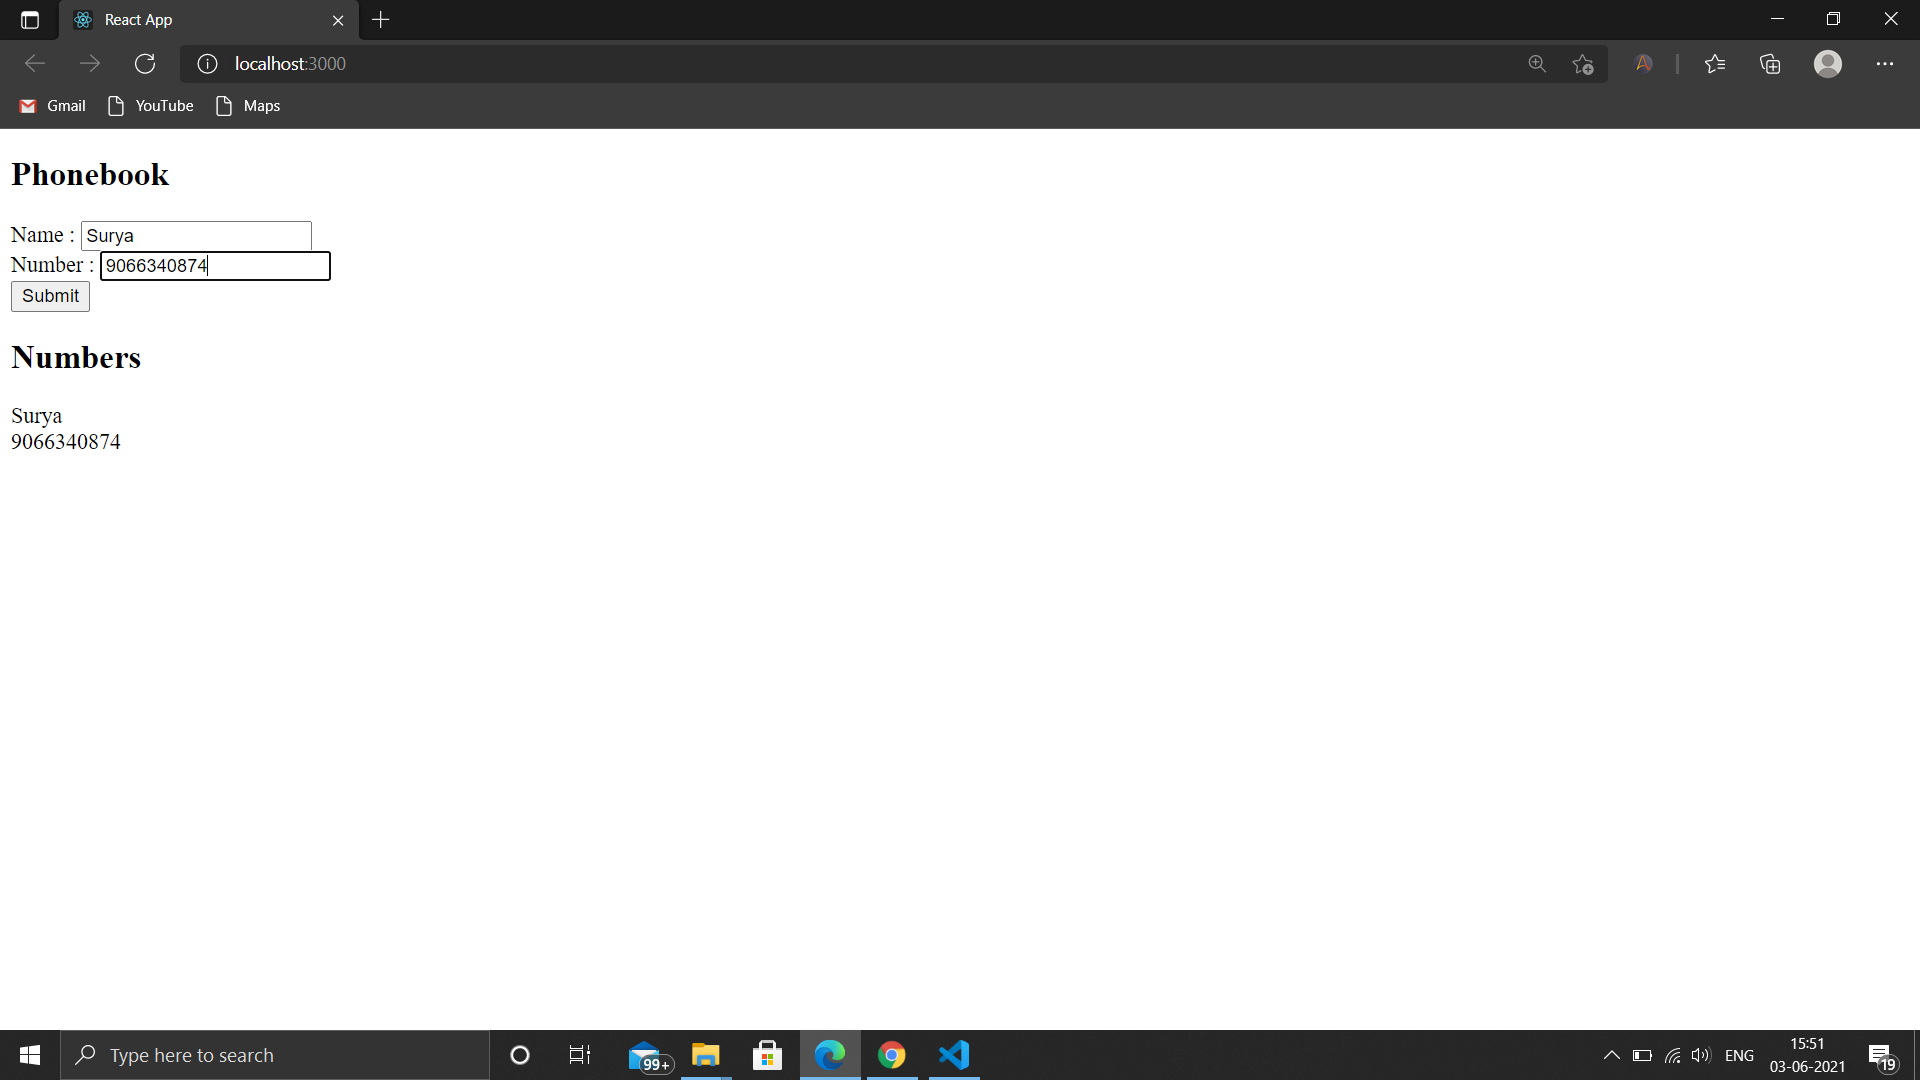 React App
localhost:3000
Gmail YouTube Maps
Phonebook
Name : Surya
Number : 9066340874
Submit
Numbers
Surya
9066340874
Type here to search 99+ ENG 15:51
03-06-2021 19